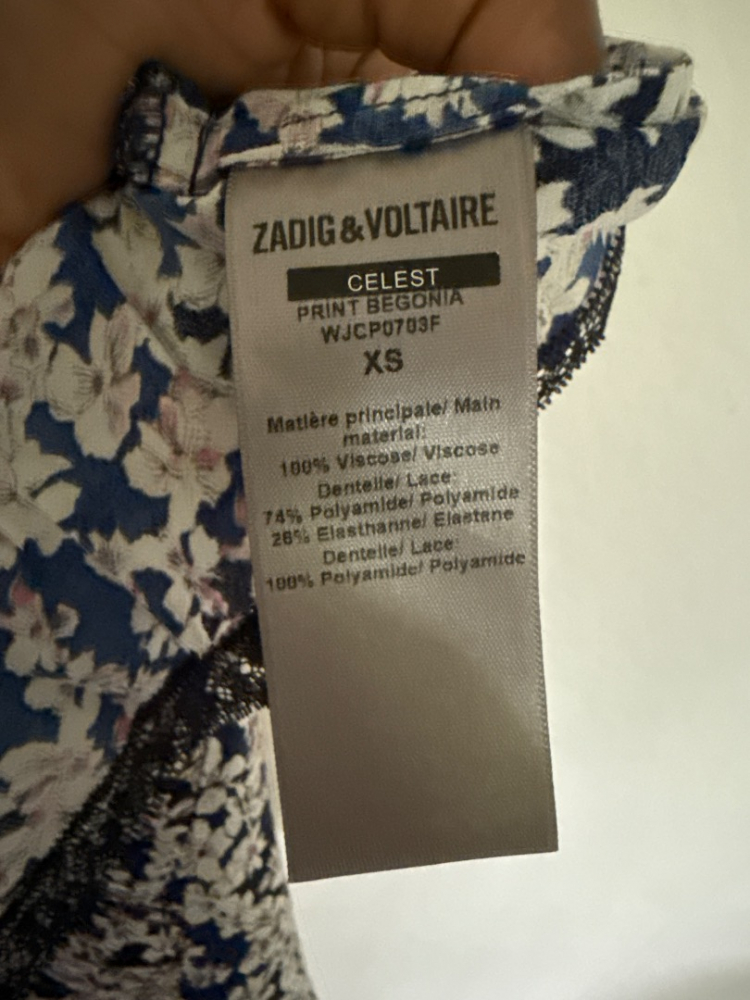 ZADIG&VOLTAIRE
CELEST
PRINT BEGONIA
WJCP0703F
XS
Matière principale/ Main
material:
100% Viscose/ Viscose
Dentelle/ Lace:
74% Polyamide/ Polyamide
26% Elasthanne/ Elastane
Dentelle/ Lace:
100% Polyamide/ Polyamide